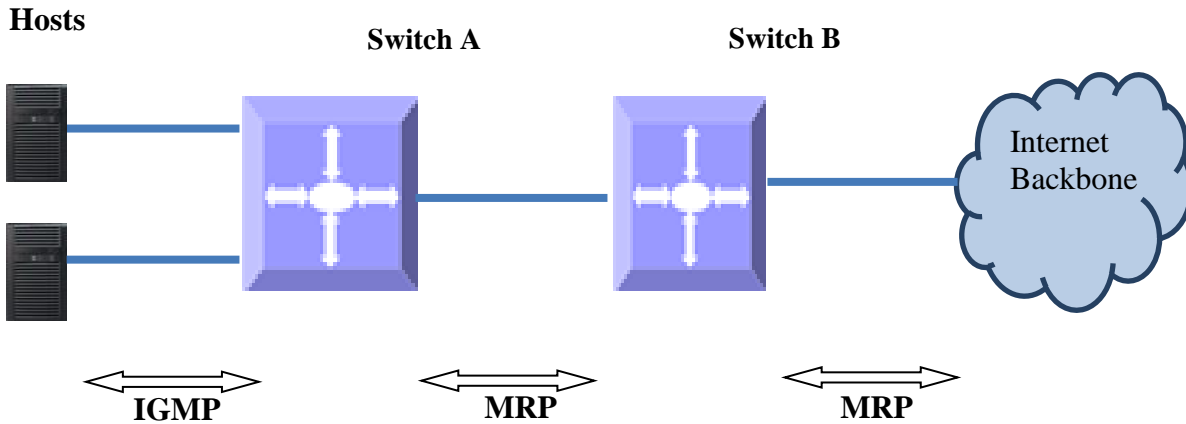 Hosts
Switch A
Switch B
Internet
Backbone
IGMP
MRP
MRP